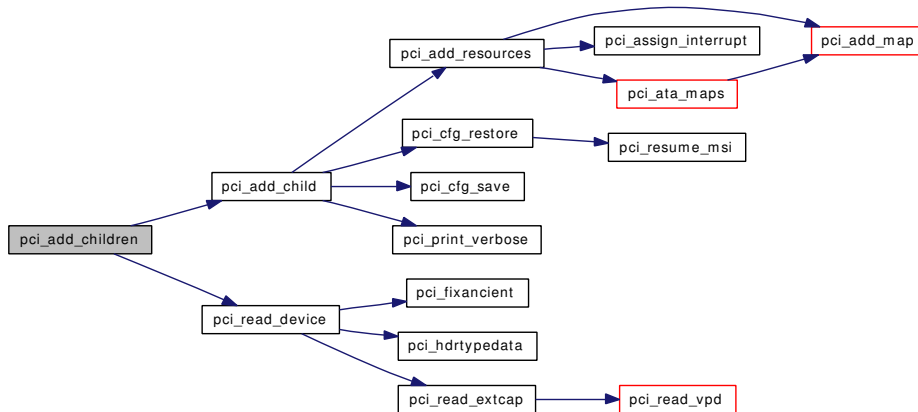 pci_add_resources
pci_assign_interrupt
pci_add_map
pci_ata_maps
pci_cfg_restore
pci_resume_msi
pci_add_child
pci_cfg_save
pci_add_children
pci_print_verbose
pci_fixancient
pci_read_device
pci_hdrtypedata
pci_read_extcap
pci_read_vpd